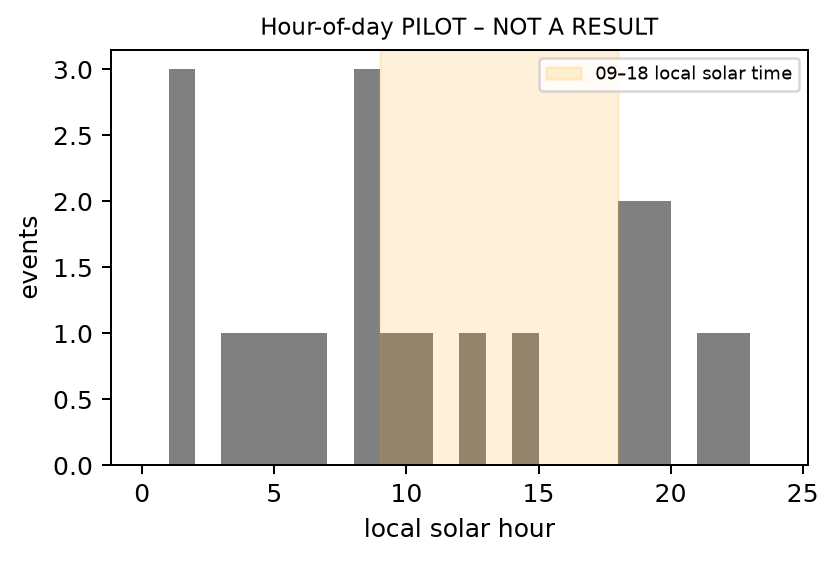 Hour-of-day PILOT – NOT A RESULT
09–18 local solar time
events
3.0
2.5
2.0
1.5
1.0
0.5
0.0
0 5 10 15 20 25
local solar hour